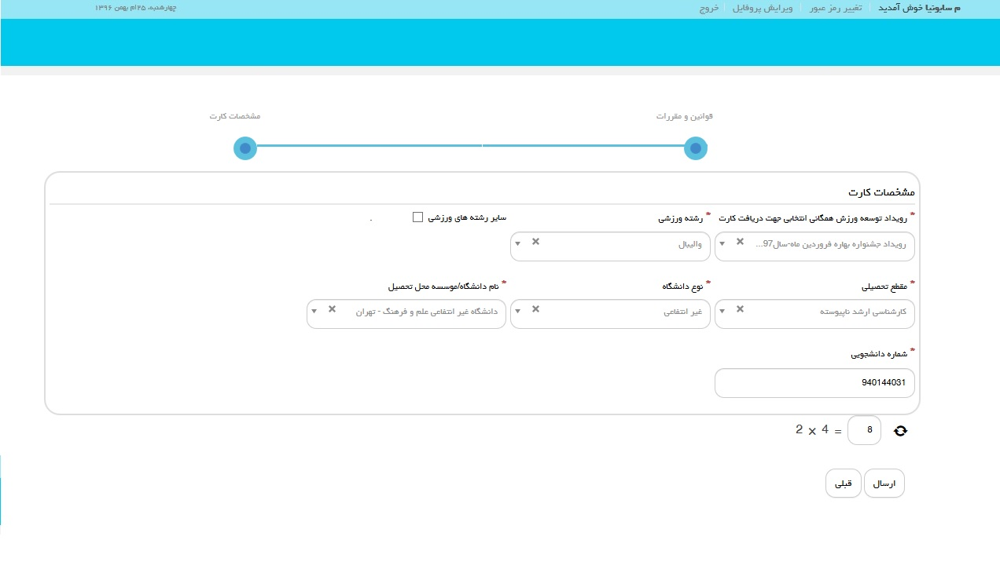 م سابونیا خوش آمدید | تغییر رمز عبور | ویرایش پروفایل | خروج
چهارشنبه، ۲۵ام بهمن ۱۳۹۶
قوانین و مقررات
مشخصات کارت
مشخصات کارت
* رویداد توسعه ورزش همگانی انتخابی جهت دریافت کارت
* رشته ورزشی
سایر رشته های ورزشی
.
رویداد جشنواره بهاره فروردین ماه-سال97...
والیبال
* مقطع تحصیلی
* نوع دانشگاه
* نام دانشگاه/موسسه محل تحصیل
کارشناسی ارشد ناپیوسته
غیر انتفاعی
دانشگاه غیر انتفاعی علم و فرهنگ - تهران
* شماره دانشجویی
940144031
2 × 4 = 8
ارسال
قبلی